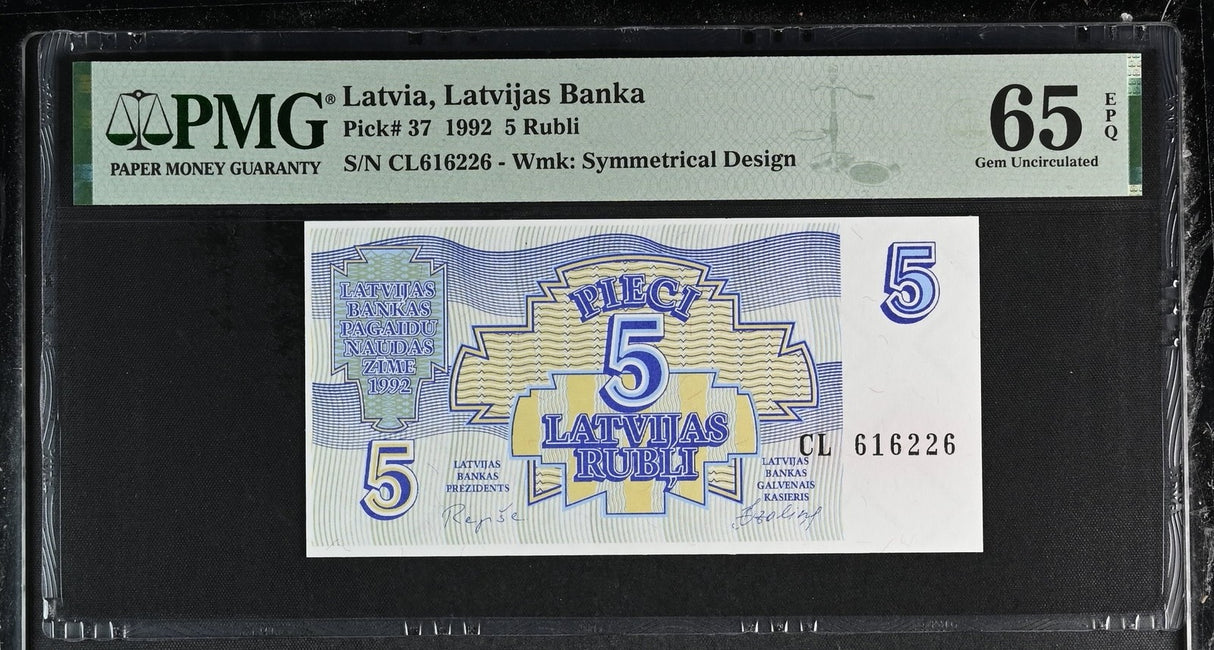 PMG®
PAPER MONEY GUARANTY
Latvia, Latvijas Banka
Pick# 37 1992 5 Rubli
S/N CL616226 - Wmk: Symmetrical Design
65
EPQ
Gem Uncirculated
LATVIJAS
BANKAS
PAGAIDU
NAUDAS
ZĪME
1992
PIECI
5
LATVIJAS
RUBĻI
5
CL 616226
5
LATVIJAS
BANKAS
PREZIDENTS
LATVIJAS
BANKAS
GALVENAIS
KASIERIS